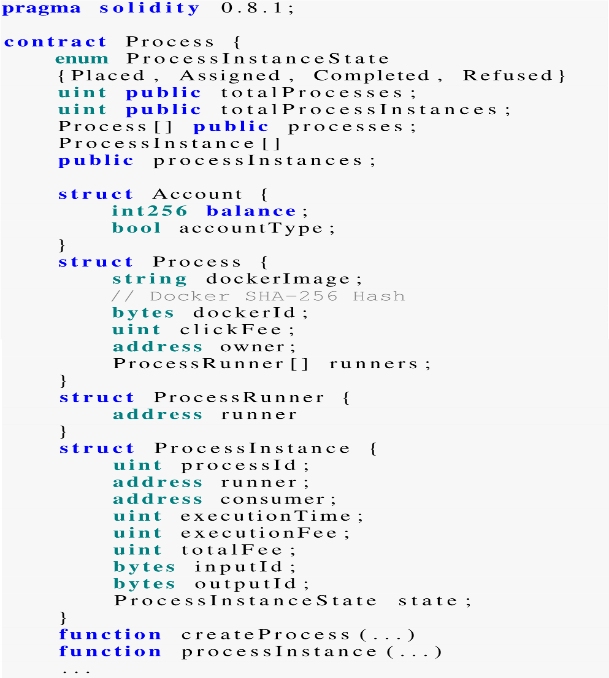 pragma solidity 0.8.1;
contract Process {
enum ProcessInstanceState
{Placed, Assigned, Completed, Refused}
uint public totalProcesses;
uint public totalProcessInstances;
Process[] public processes;
ProcessInstance[]
public processInstances;
struct Account {
int256 balance;
bool accountType;
}
struct Process {
string dockerImage;
// Docker SHA-256 Hash
bytes dockerId;
uint clickFee;
address owner;
ProcessRunner[] runners;
}
struct ProcessRunner {
address runner
}
struct ProcessInstance {
uint processId;
address runner;
address consumer;
uint executionTime;
uint executionFee;
uint totalFee;
bytes inputId;
bytes outputId;
ProcessInstanceState state;
}
function createProcess(...)
function processInstance(...)
...